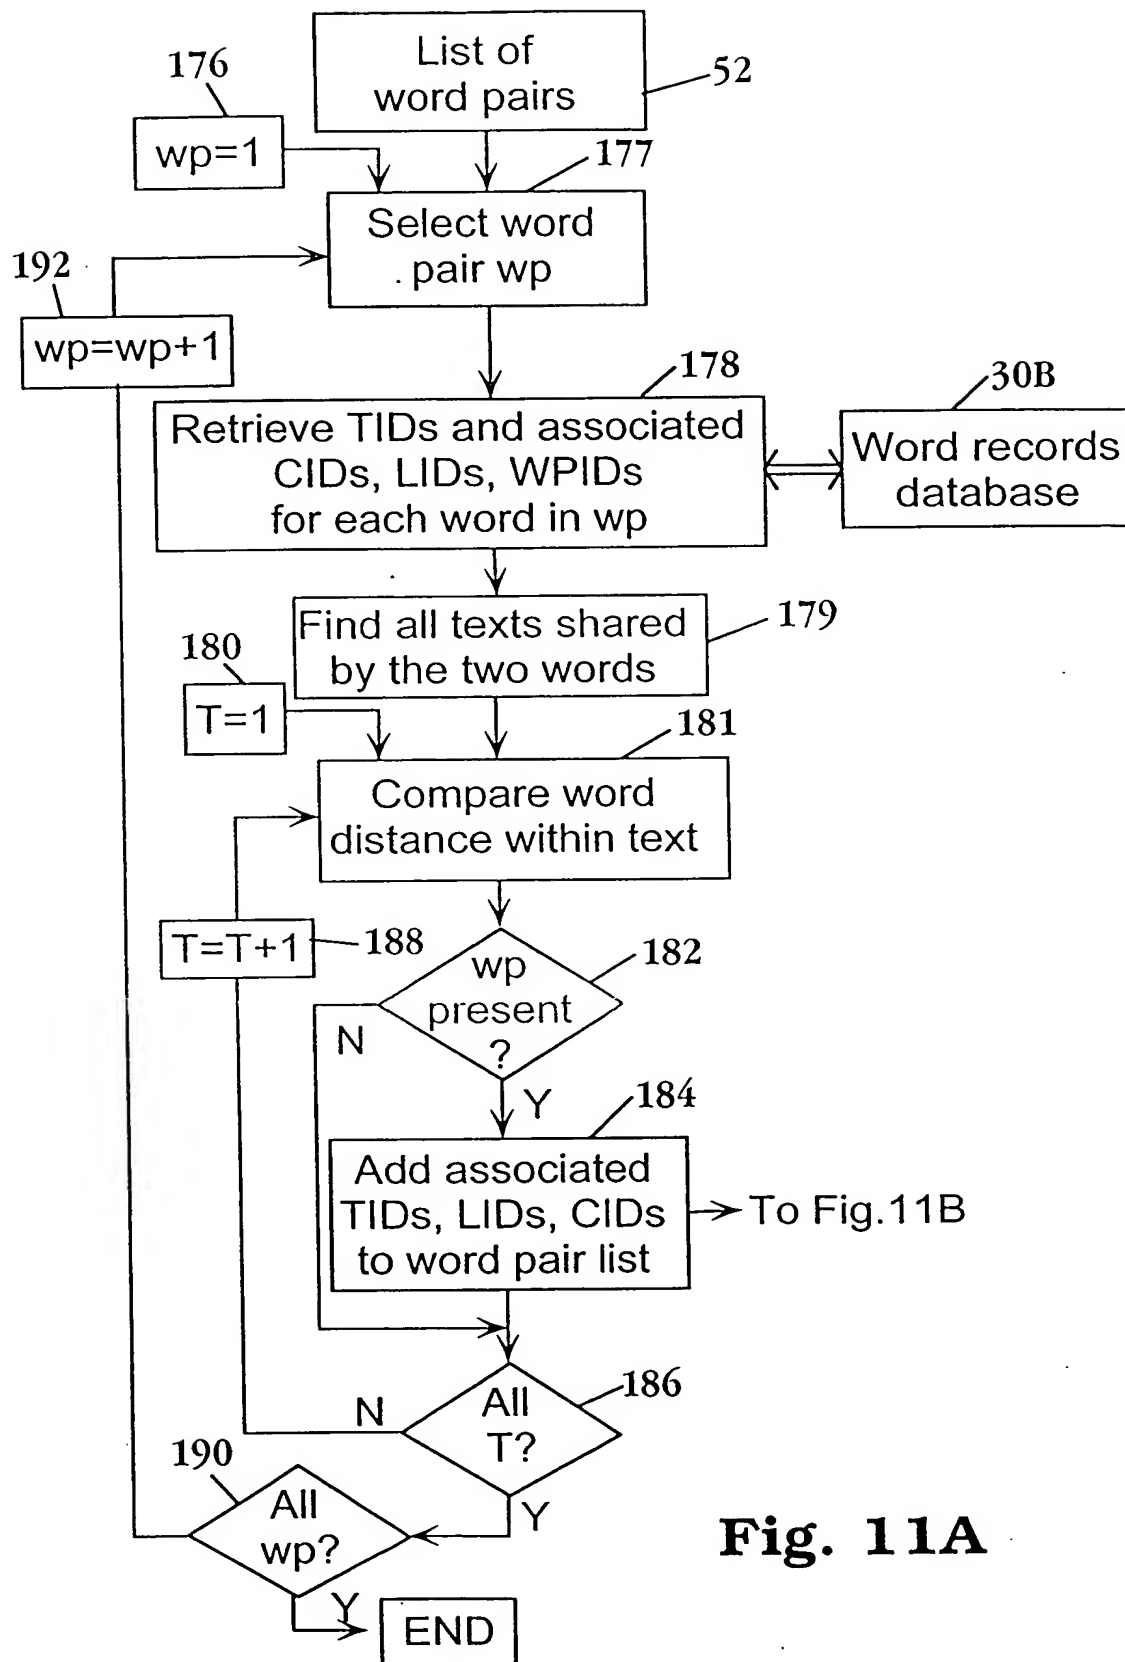 List of
word pairs
52
176
wp=1
177
Select word
pair wp
192
wp=wp+1
178
Retrieve TIDs and associated
CIDs, LIDs, WPIDs
for each word in wp
30B
Word records
database
Find all texts shared
by the two words
179
180
T=1
181
Compare word
distance within text
T=T+1
188
wp
present
?
182
N
Y
184
Add associated
TIDs, LIDs, CIDs
to word pair list
To Fig.11B
All
T?
186
N
Y
190
All
wp?
Y
END
Fig. 11A